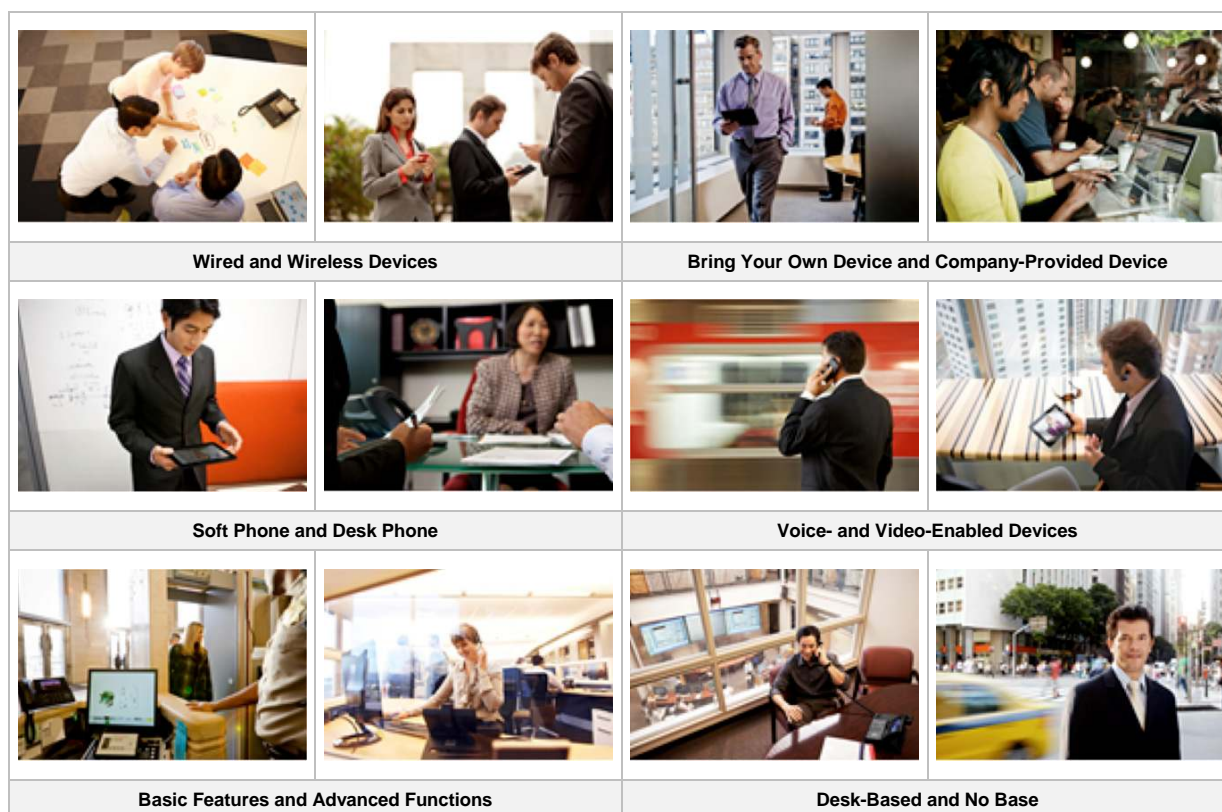 Wired and Wireless Devices
Bring Your Own Device and Company-Provided Device
Soft Phone and Desk Phone
Voice- and Video-Enabled Devices
Basic Features and Advanced Functions
Desk-Based and No Base